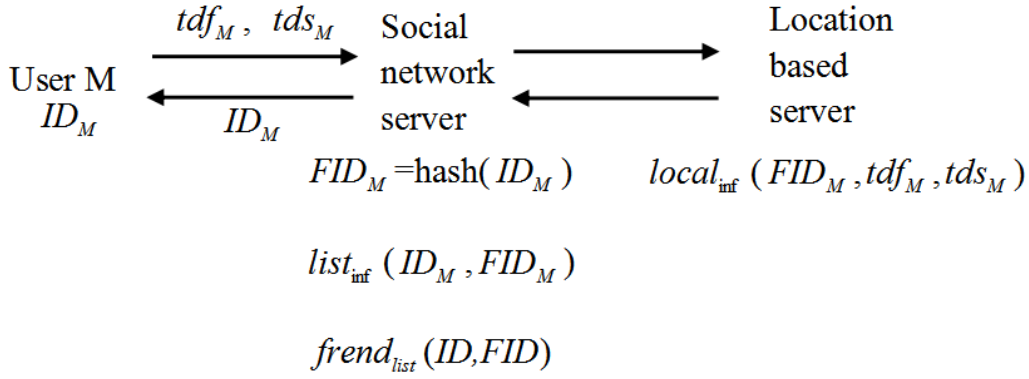 tdf_M , tds_M
User M
ID_M
ID_M
Social
network
server
Location
based
server
FID_M =hash( ID_M )
local_inf ( FID_M , tdf_M , tds_M )
list_inf ( ID_M , FID_M )
frend_list (ID,FID)